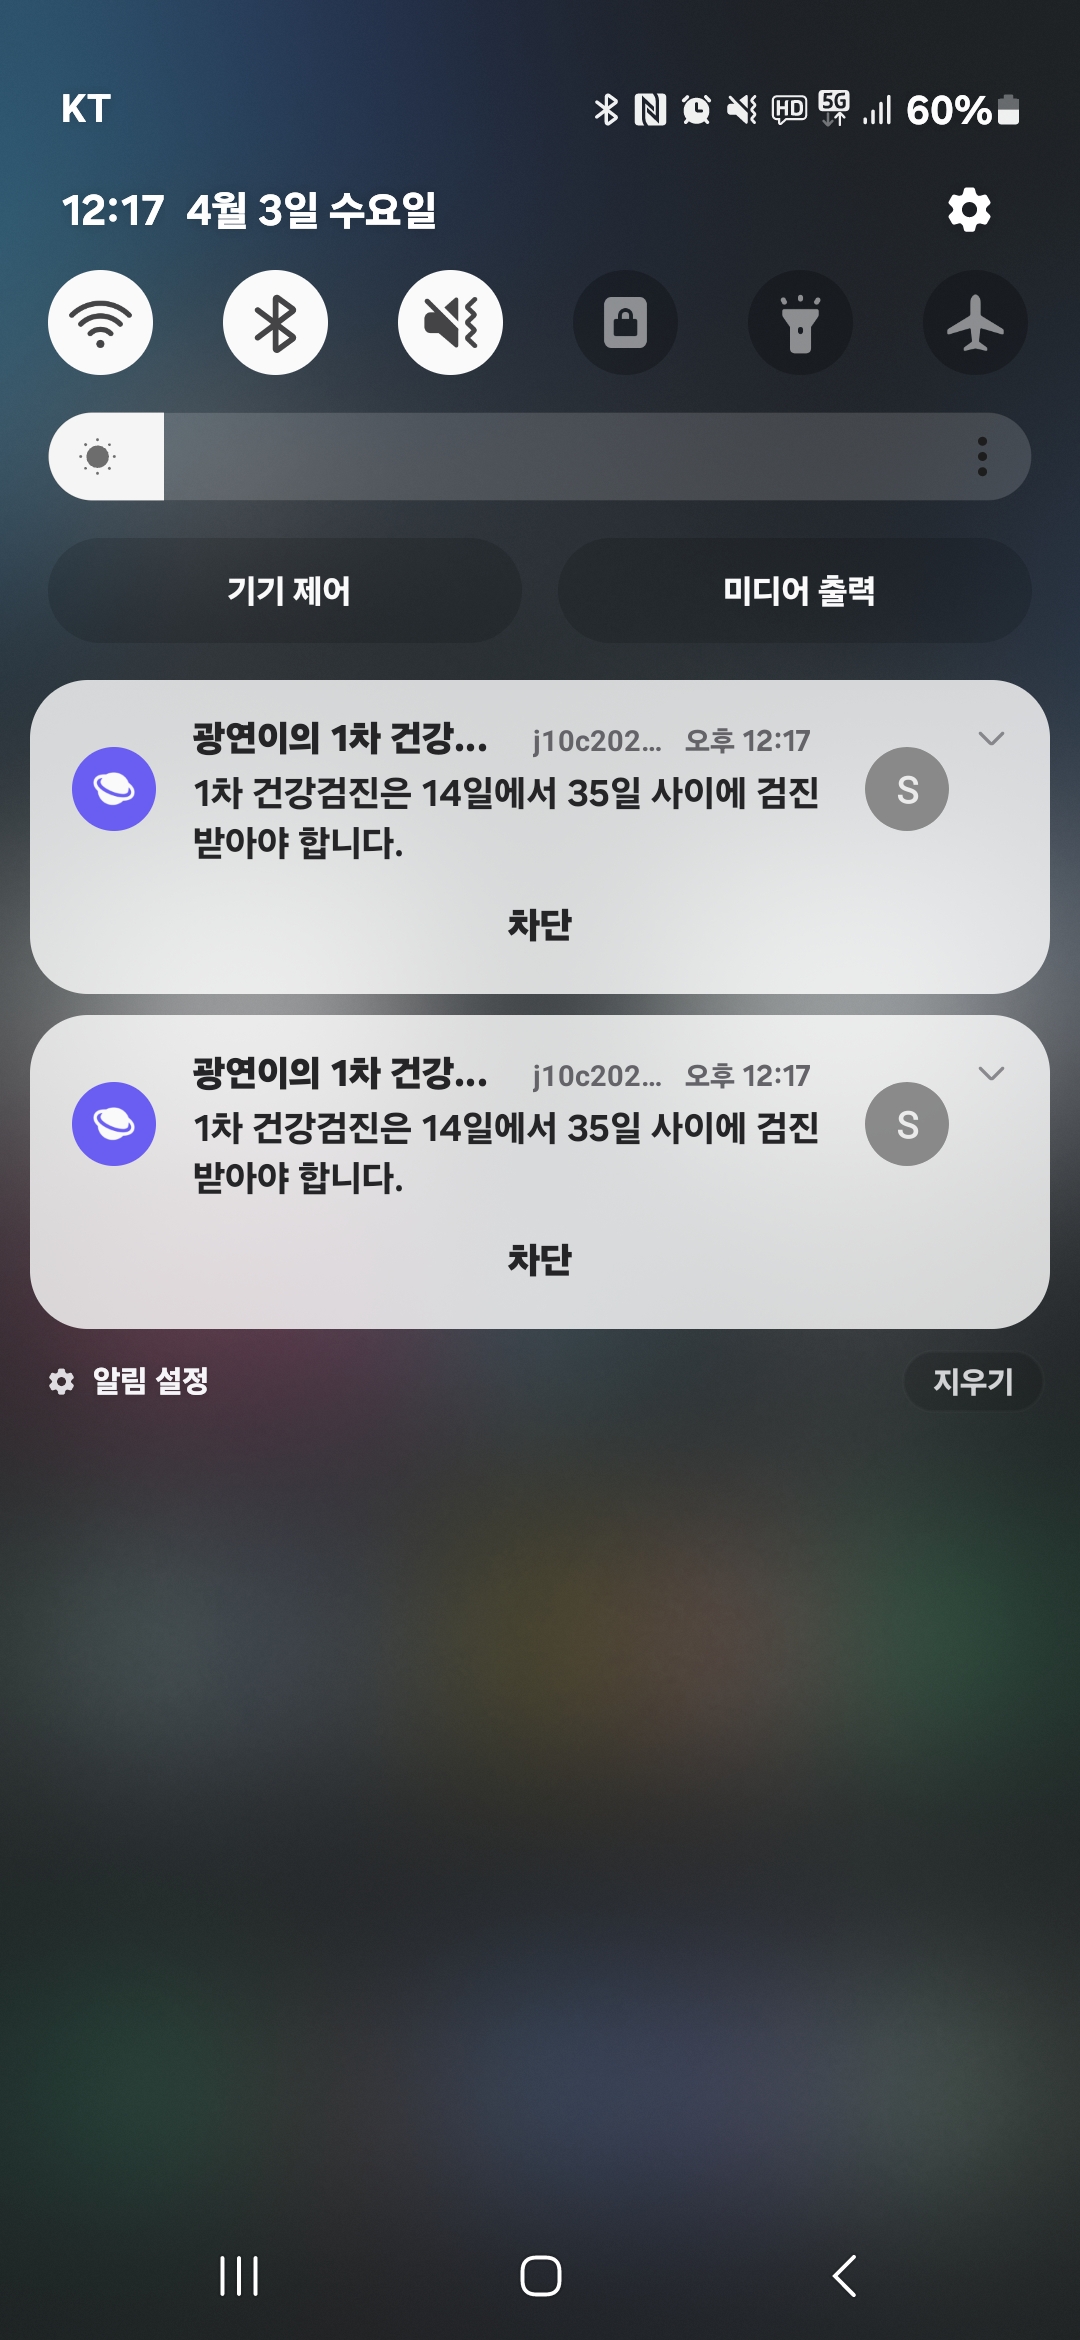 KT HD 5G 60%
12:17 4월 3일 수요일
기기 제어 미디어 출력
광연이의 1차 건강... j10c202... 오후 12:17
1차 건강검진은 14일에서 35일 사이에 검진 S
받아야 합니다.
차단
광연이의 1차 건강... j10c202... 오후 12:17
1차 건강검진은 14일에서 35일 사이에 검진 S
받아야 합니다.
차단
알림 설정 지우기